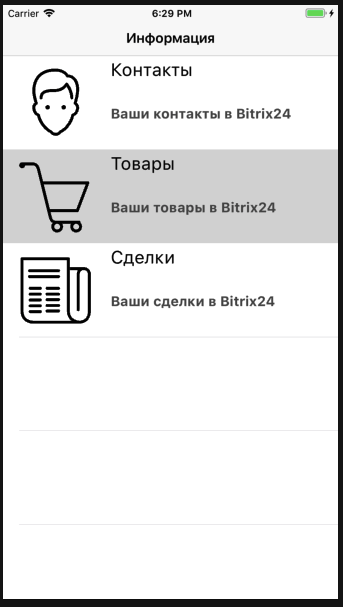 Carrier 6:29 PM
Информация
Контакты
Ваши контакты в Bitrix24
Товары
Ваши товары в Bitrix24
Сделки
Ваши сделки в Bitrix24